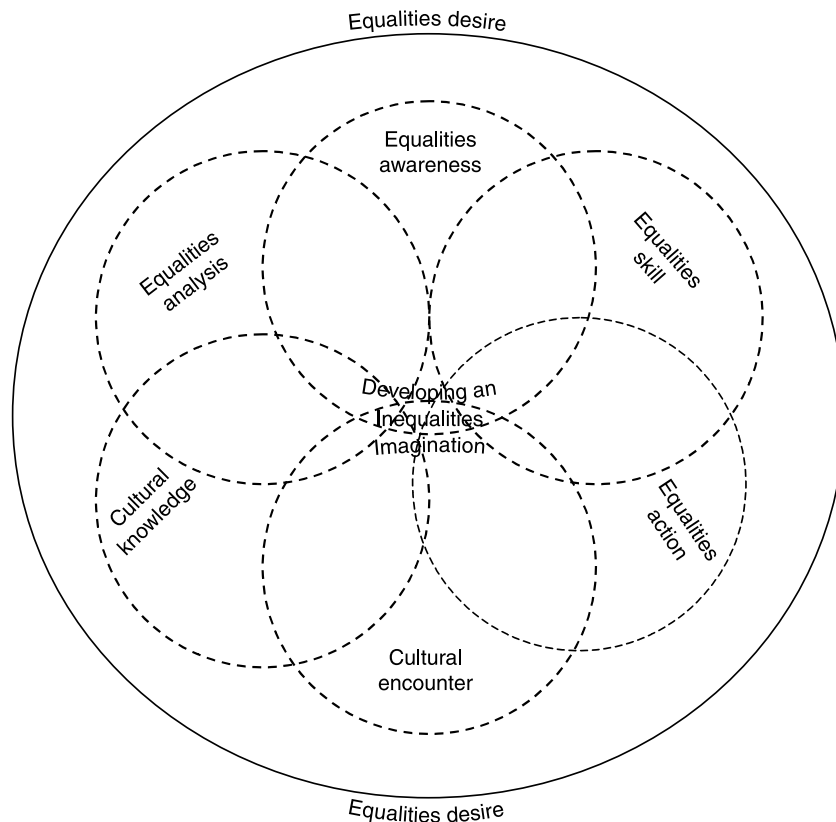 Equalities desire
Equalities
awareness
Equalities
analysis
Equalities
skill
Developing an
Inequalities
Imagination
Cultural
knowledge
Equalities
action
Cultural
encounter
Equalities desire